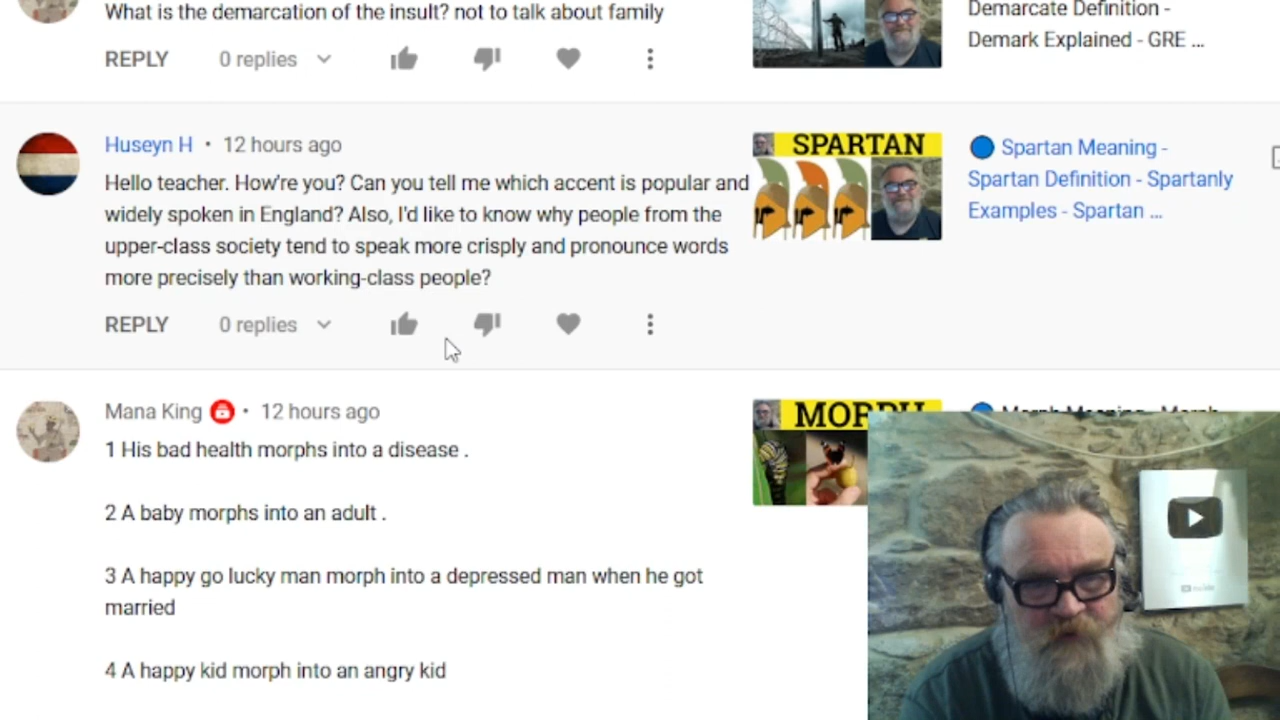 What is the demarcation of the insult? not to talk about family
REPLY 0 replies
Demarcate Definition -
Demark Explained - GRE ...
Huseyn H • 12 hours ago
Hello teacher. How're you? Can you tell me which accent is popular and
widely spoken in England? Also, I'd like to know why people from the
upper-class society tend to speak more crisply and pronounce words
more precisely than working-class people?
REPLY 0 replies
SPARTAN
Spartan Meaning -
Spartan Definition - Spartanly
Examples - Spartan ...
Mana King • 12 hours ago
1 His bad health morphs into a disease .
2 A baby morphs into an adult .
3 A happy go lucky man morph into a depressed man when he got
married
4 A happy kid morph into an angry kid
MORPH
Morph Meaning - Morph